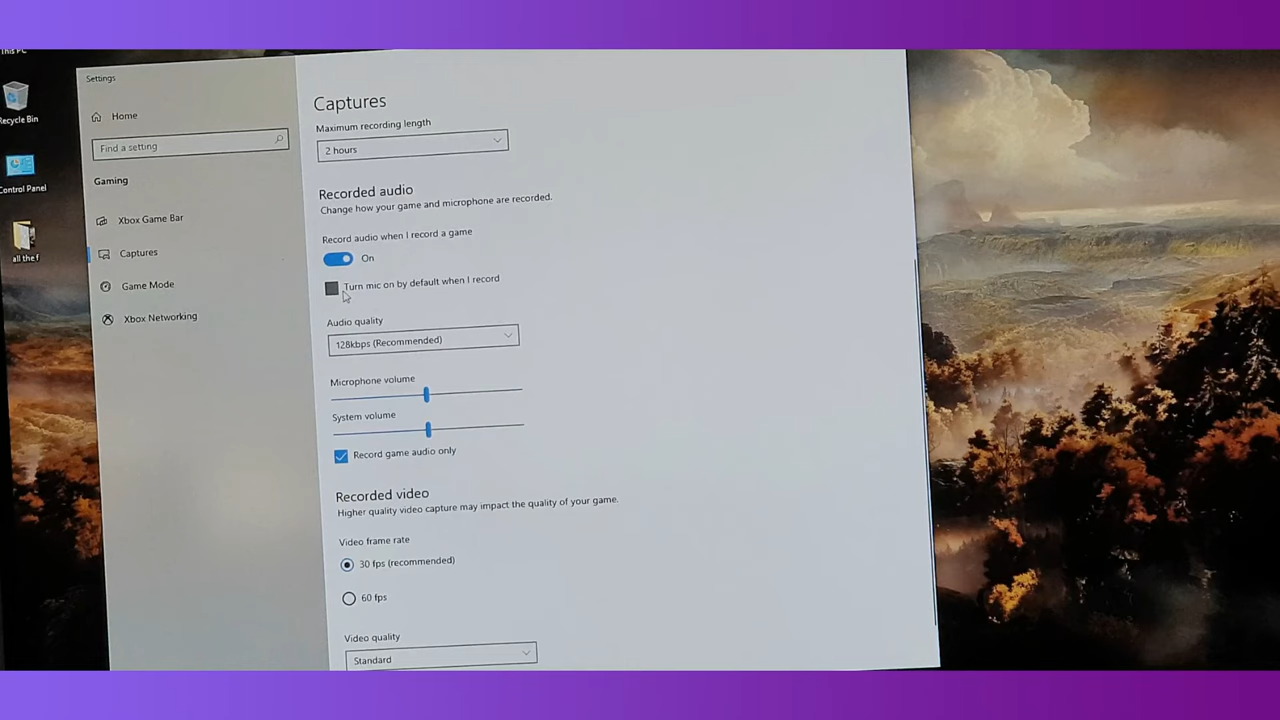 This PC
Recycle Bin
Control Panel
all the f
Settings
Home
Find a setting
Gaming
Xbox Game Bar
Captures
Game Mode
Xbox Networking
Captures
Maximum recording length
2 hours
Recorded audio
Change how your game and microphone are recorded.
Record audio when I record a game
On
Turn mic on by default when I record
Audio quality
128kbps (Recommended)
Microphone volume
System volume
Record game audio only
Recorded video
Higher quality video capture may impact the quality of your game.
Video frame rate
30 fps (recommended)
60 fps
Video quality
Standard